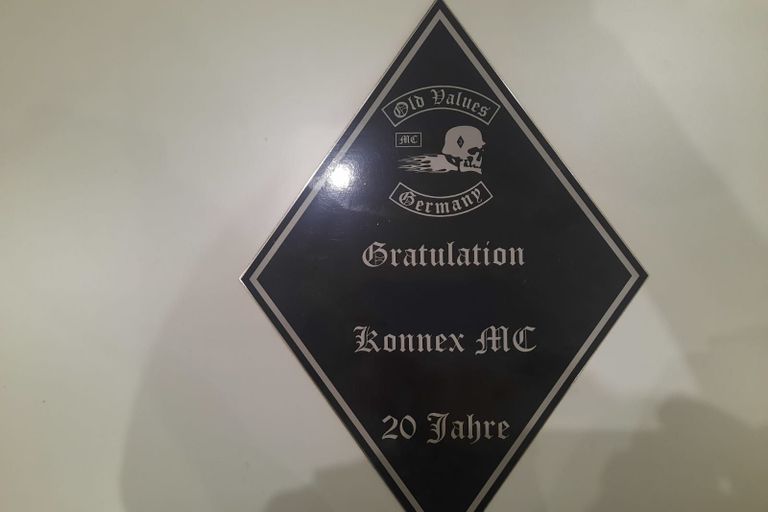 Old Values
MC
Germany
Gratulation
Konnex MC
20 Jahre